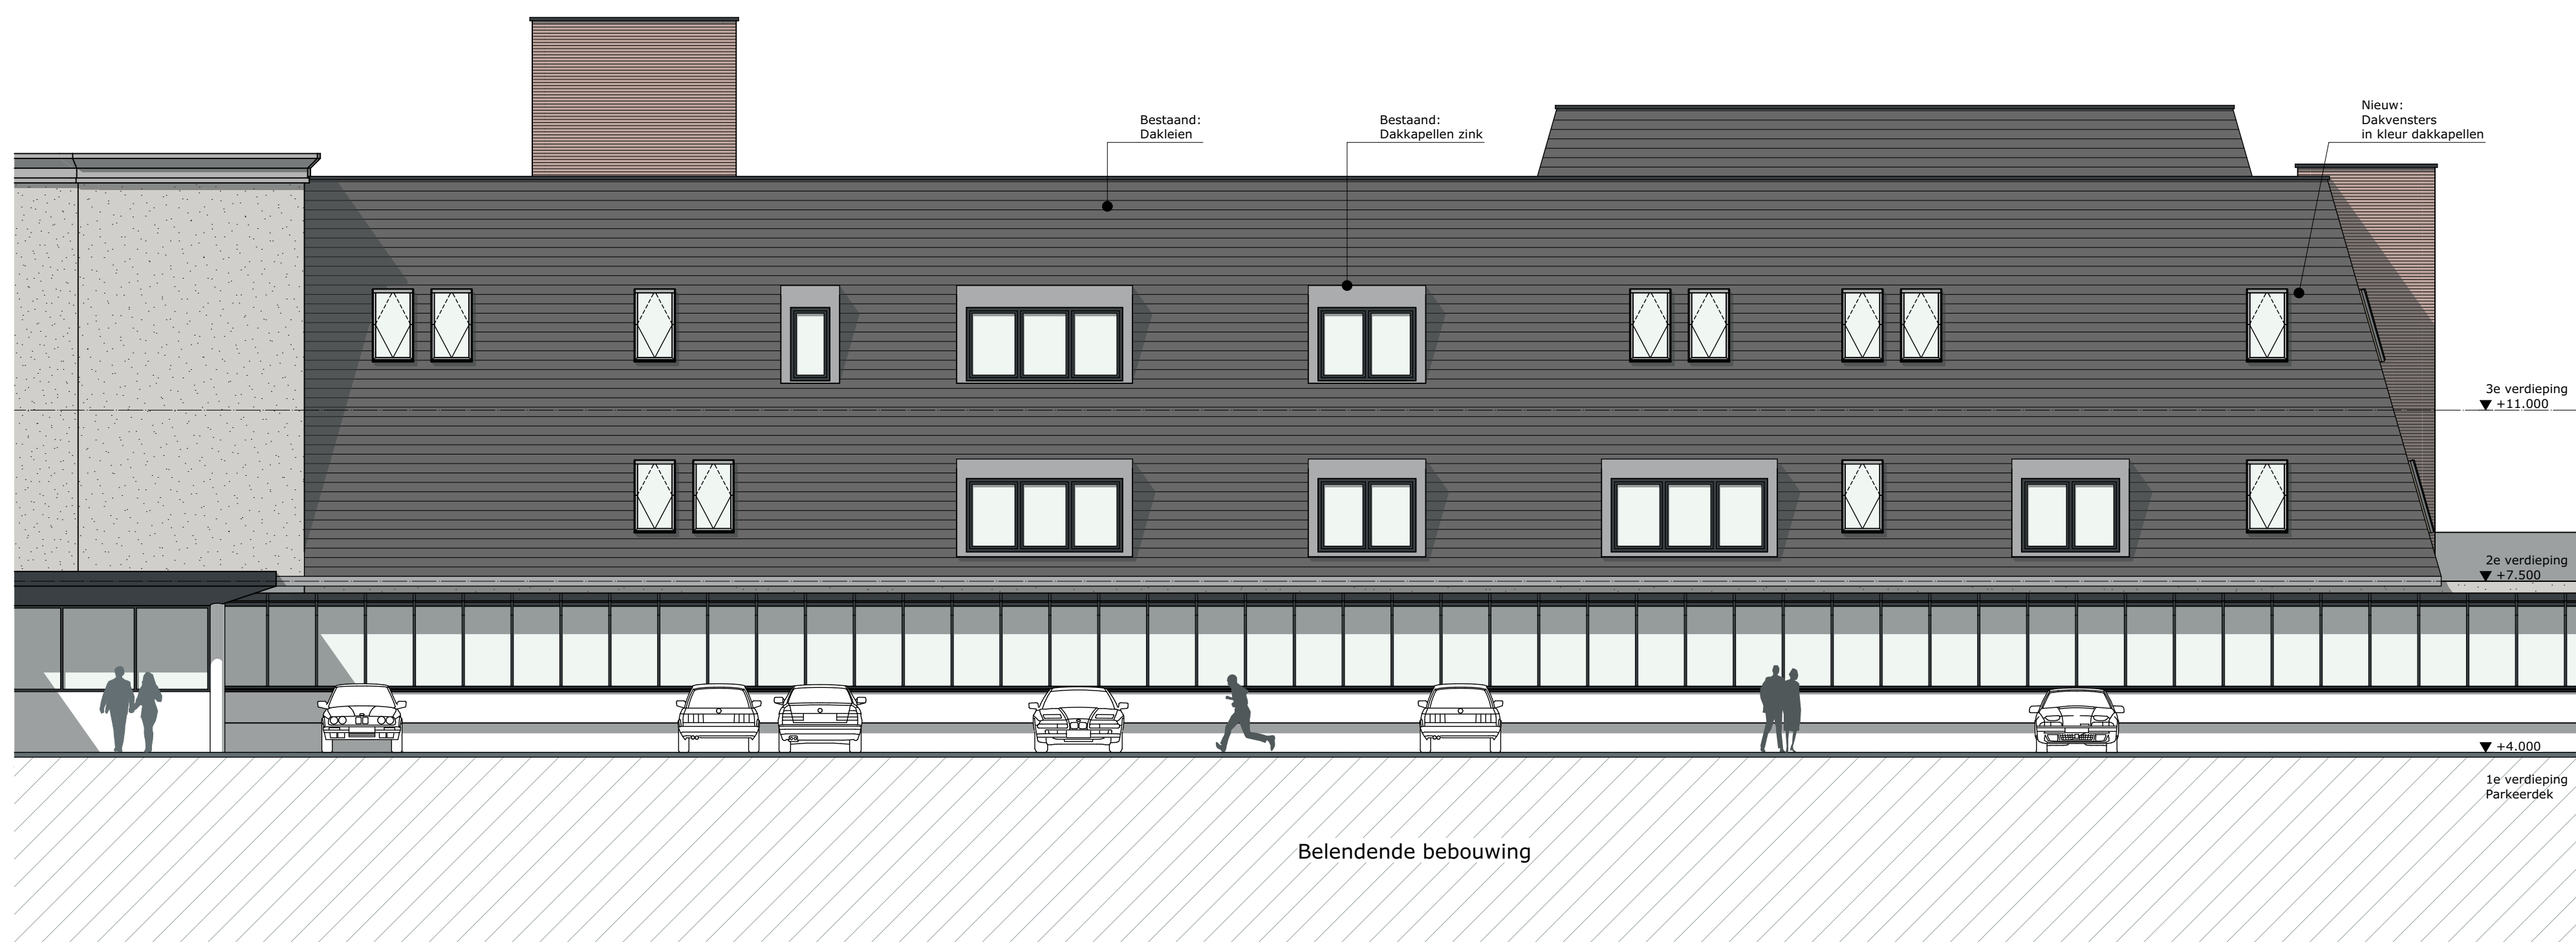 Bestaand:
Dakleien
Bestaand:
Dakkapellen zink
Nieuw:
Dakvensters
in kleur dakkapellen
3e verdieping
+11.000
2e verdieping
+7.500
+4.000
1e verdieping
Parkeerdek
Belendende bebouwing